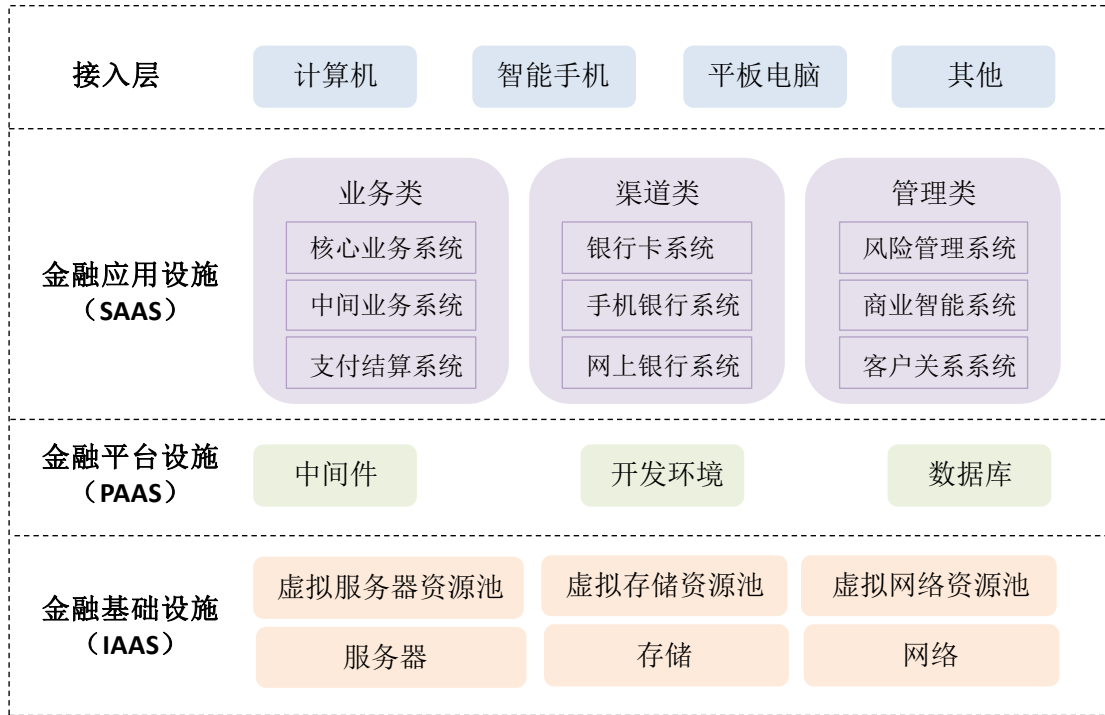 接入层
计算机
智能手机
平板电脑
其他
金融应用设施
（SAAS）
业务类
核心业务系统
中间业务系统
支付结算系统
渠道类
银行卡系统
手机银行系统
网上银行系统
管理类
风险管理系统
商业智能系统
客户关系系统
金融平台设施
（PAAS）
中间件
开发环境
数据库
金融基础设施
（IAAS）
虚拟服务器资源池
虚拟存储资源池
虚拟网络资源池
服务器
存储
网络